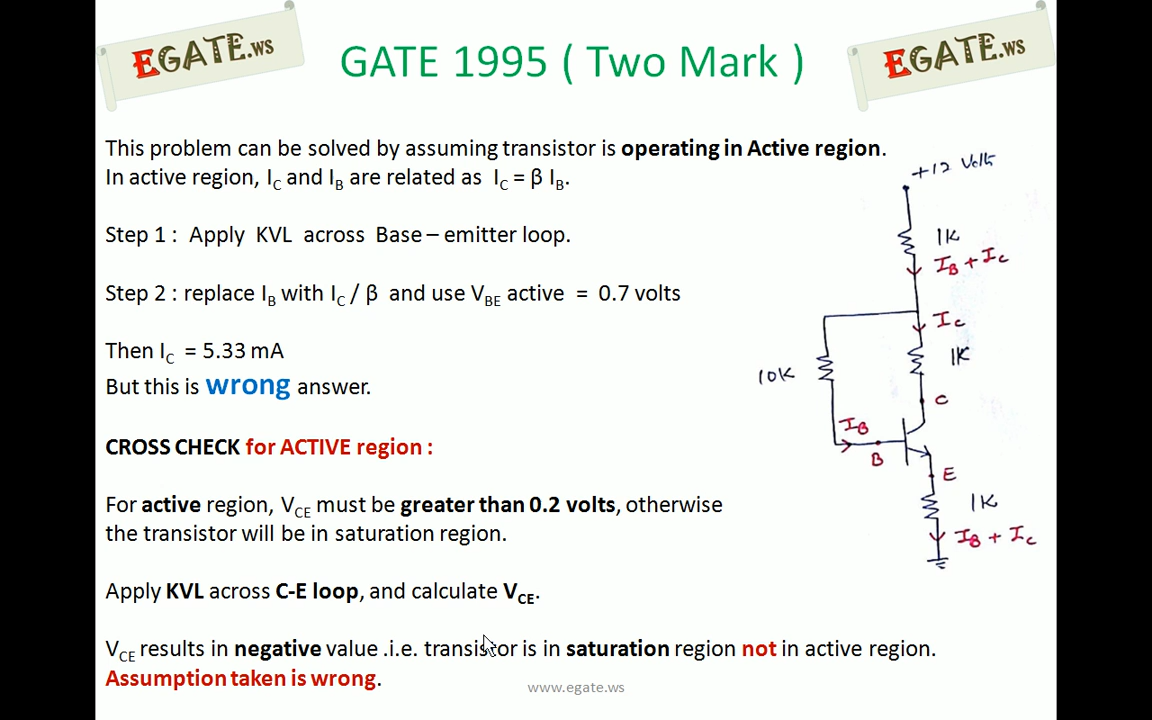 EGATE.ws
GATE 1995 ( Two Mark )
EGATE.ws
This problem can be solved by assuming transistor is operating in Active region.
In active region, IC and IB are related as IC = β IB.
Step 1 : Apply KVL across Base – emitter loop.
Step 2 : replace IB with IC / β and use VBE active = 0.7 volts
Then IC = 5.33 mA
But this is wrong answer.
CROSS CHECK for ACTIVE region :
For active region, VCE must be greater than 0.2 volts, otherwise
the transistor will be in saturation region.
Apply KVL across C-E loop, and calculate VCE.
VCE results in negative value .i.e. transistor is in saturation region not in active region.
Assumption taken is wrong.
+12 Volts
1K
IB + IC
IC
1K
10K
C
IB
B
E
1K
IB + IC
www.egate.ws